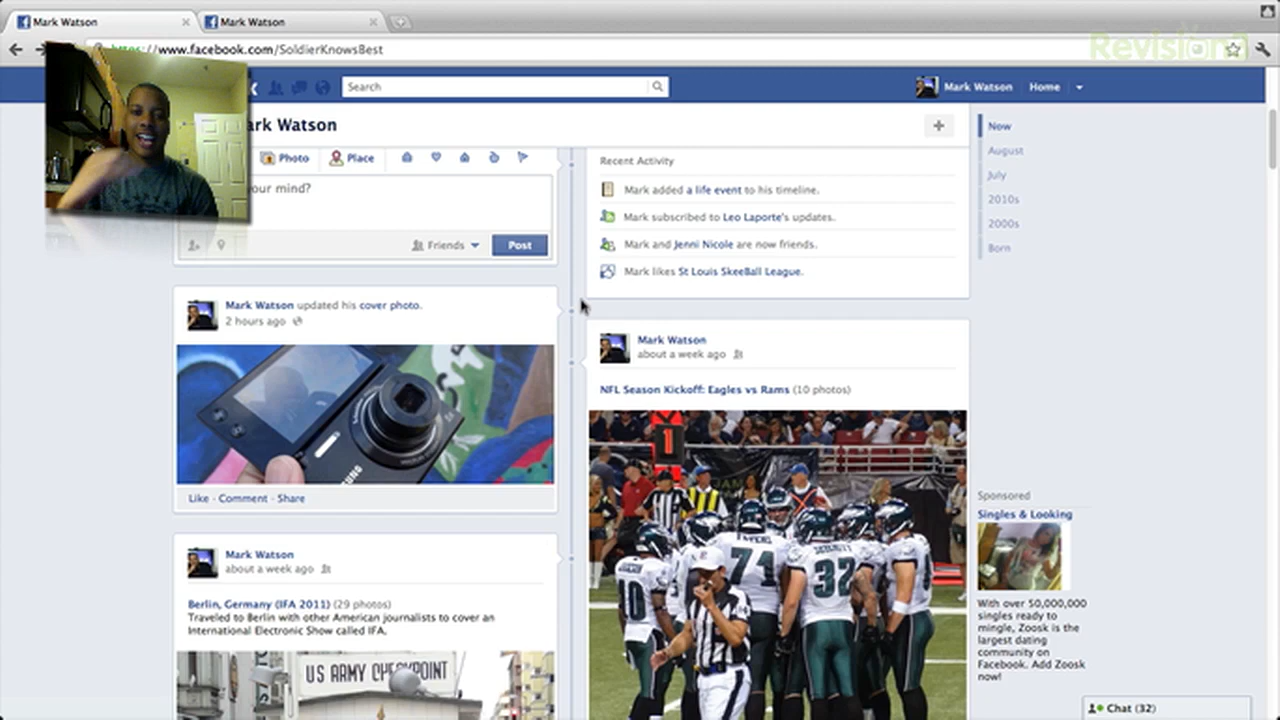 Mark Watson
Mark Watson
https://www.facebook.com/SoldierKnowsBest
Revision3
Search
Mark Watson
Home
ark Watson
Photo
Place
your mind?
Friends
Post
Mark Watson updated his cover photo.
2 hours ago
SAMSUNG
Like · Comment · Share
Mark Watson
about a week ago
Berlin, Germany (IFA 2011) (29 photos)
Traveled to Berlin with other American journalists to cover an
International Electronic Show called IFA.
US ARMY CHECKPOINT
Recent Activity
Mark added a life event to his timeline.
Mark subscribed to Leo Laporte's updates.
Mark and Jenni Nicole are now friends.
Mark likes St Louis SkeeBall League.
Mark Watson
about a week ago
NFL Season Kickoff: Eagles vs Rams (10 photos)
1
71
32
10
Now
August
July
2010s
2000s
Born
Sponsored
Singles & Looking
With over 50,000,000
singles ready to
mingle, Zoosk is the
largest dating
community on
Facebook. Add Zoosk
now!
Chat (32)